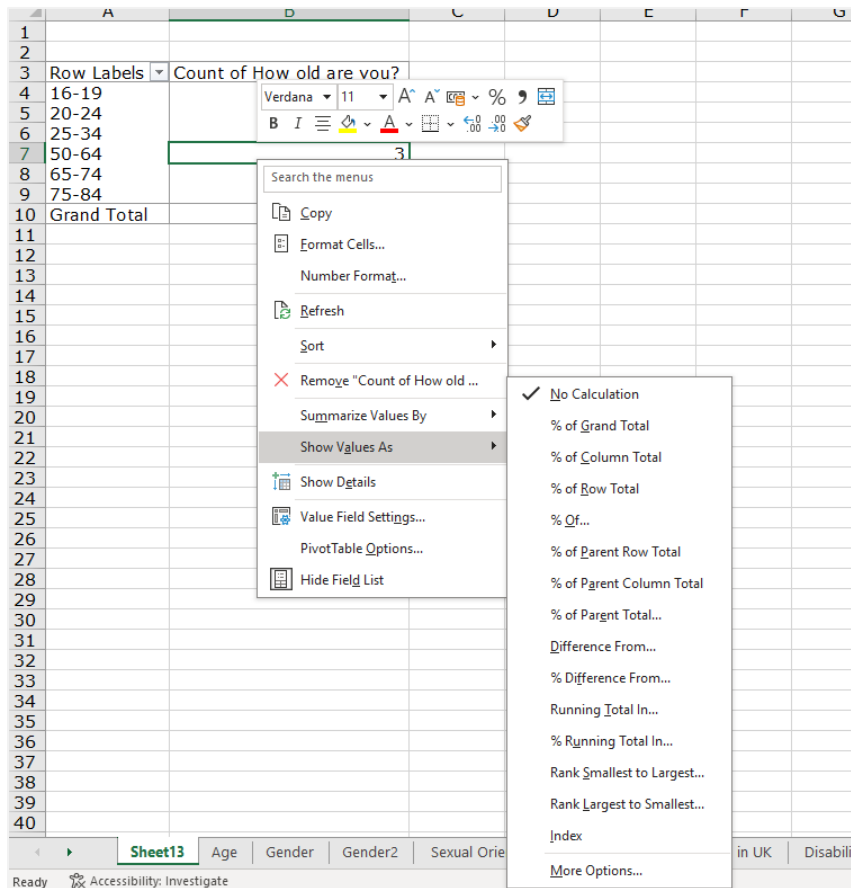 A B C D E F G
1
2
3 Row Labels Count of How old are you?
4 16-19
5 20-24
6 25-34
7 50-64 3
8 65-74
9 75-84
10 Grand Total
Verdana 11 A^ A˅ % ,
B I A .00 .00
11
12
13
14
15
16
17
18
19
20
21
22
23
24
25
26
27
28
29
30
31
32
33
34
35
36
37
38
39
40
Search the menus
Copy
Format Cells...
Number Format...
Refresh
Sort
Remove "Count of How old ...
Summarize Values By
Show Values As
Show Details
Value Field Settings...
PivotTable Options...
Hide Field List
No Calculation
% of Grand Total
% of Column Total
% of Row Total
% Of...
% of Parent Row Total
% of Parent Column Total
% of Parent Total...
Difference From...
% Difference From...
Running Total In...
% Running Total In...
Rank Smallest to Largest...
Rank Largest to Smallest...
Index
More Options...
Sheet13 Age Gender Gender2 Sexual Orie in UK Disabili
Ready Accessibility: Investigate